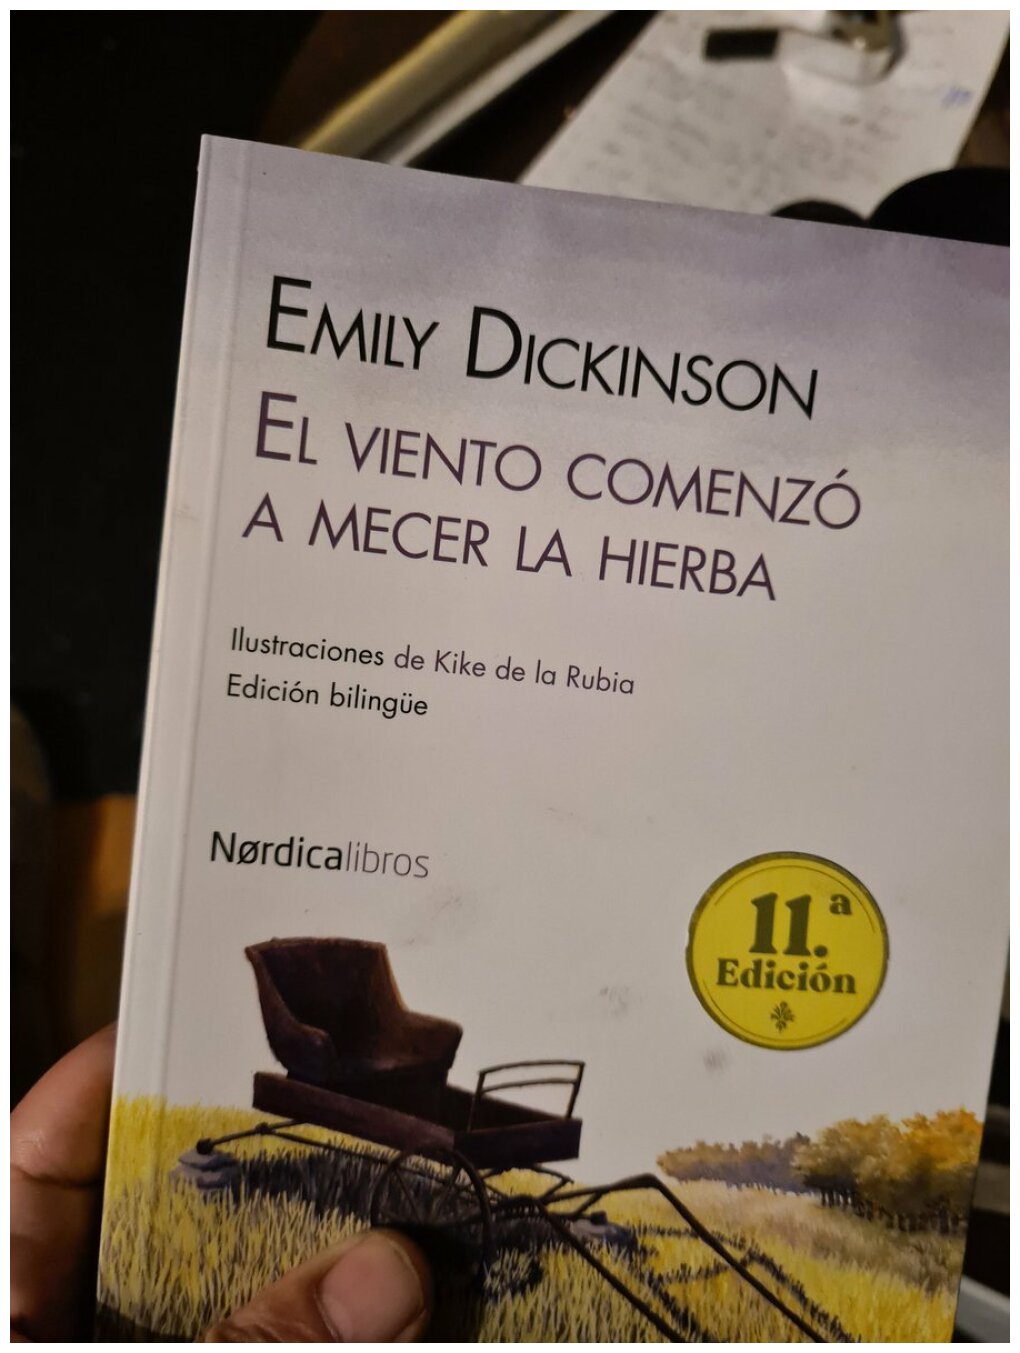 EMILY DICKINSON
EL VIENTO COMENZÓ
A MECER LA HIERBA
Ilustraciones de Kike de la Rubia
Edición bilingüe
Nørdicalibros
11.ª
Edición